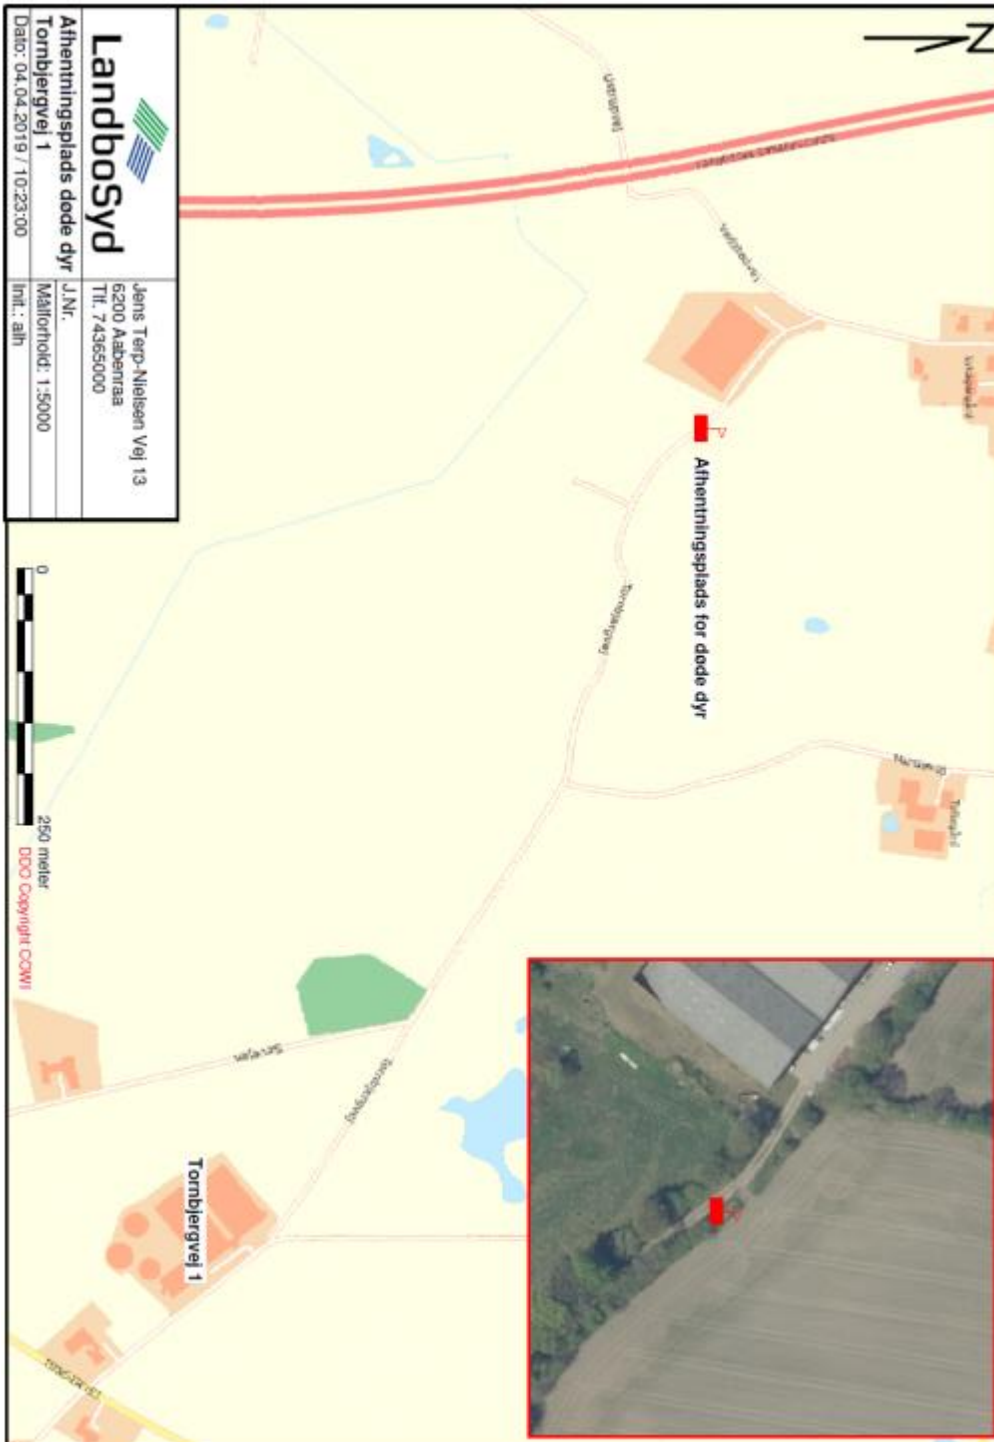 LandboSyd
Jens Terp-Nielsen Vej 13
6200 Aabenraa
Tlf. 74365000
Afhentningsplads døde dyr
Tornbjergvej 1
J.Nr.
Målforhold: 1:5000
Dato: 04.04.2019 / 10:23:00
Init.: alh
N
Afhentningsplads for døde dyr
Tornbjergvej
Tornbjergvej
Tornbjergvej 1
0
250 meter
DDO Copyright COWI